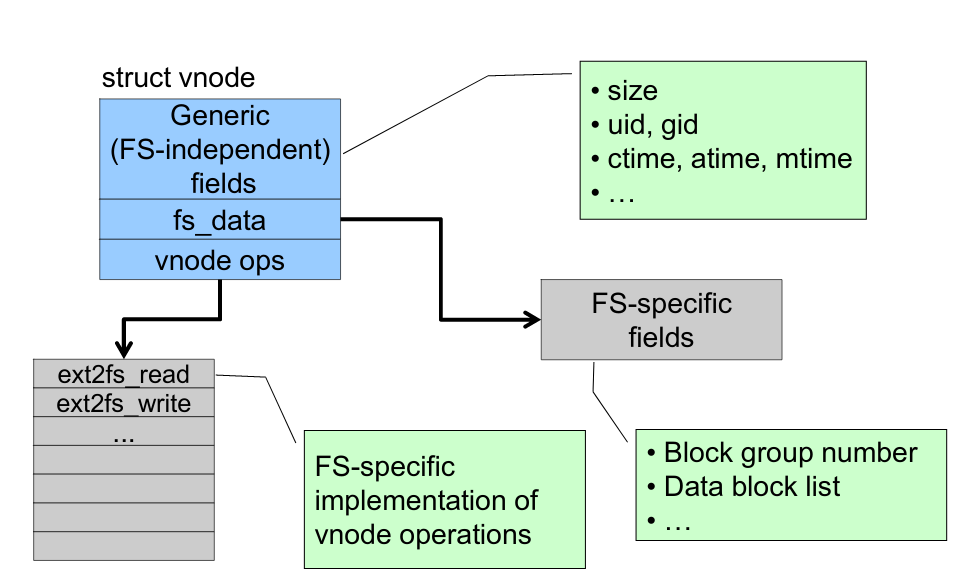 struct vnode
Generic
(FS-independent)
fields
fs_data
vnode ops
• size
• uid, gid
• ctime, atime, mtime
• …
FS-specific
fields
ext2fs_read
ext2fs_write
...
FS-specific
implementation of
vnode operations
• Block group number
• Data block list
• …